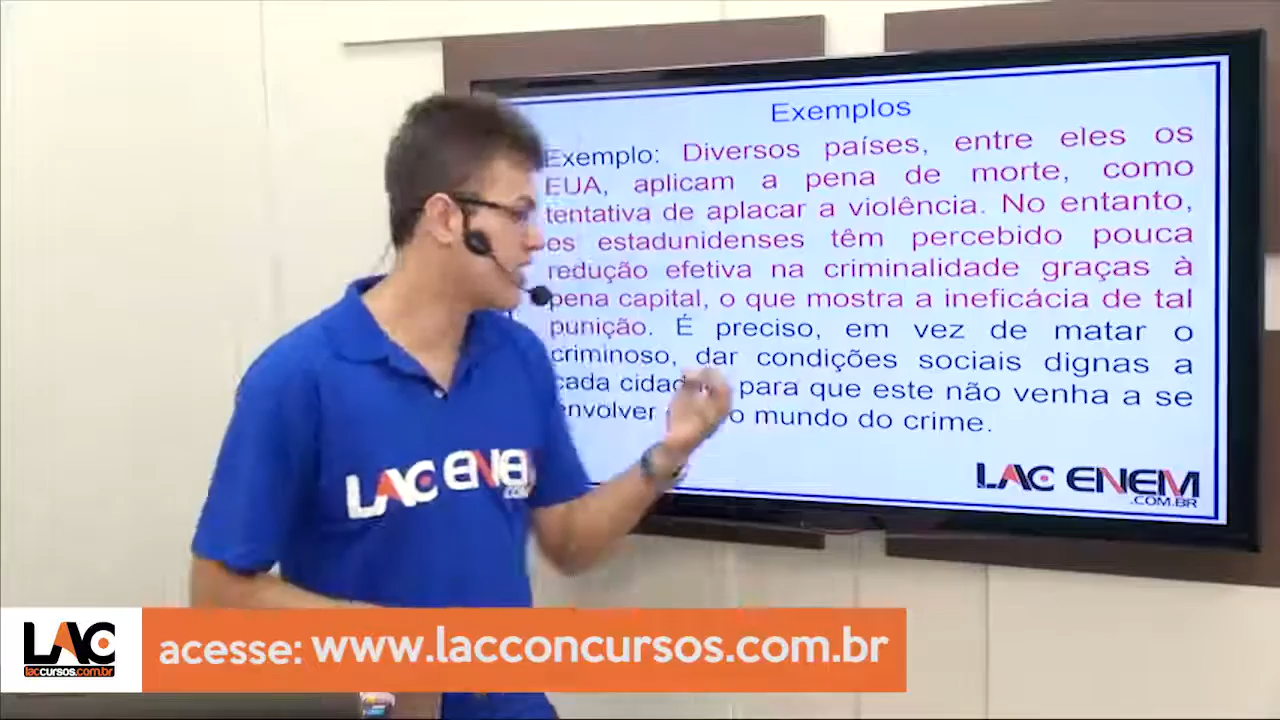 Exemplos
Exemplo: Diversos países, entre eles os
EUA, aplicam a pena de morte, como
tentativa de aplacar a violência. No entanto,
os estadunidenses têm percebido pouca
redução efetiva na criminalidade graças à
pena capital, o que mostra a ineficácia de tal
punição. É preciso, em vez de matar o
criminoso, dar condições sociais dignas a
cada para que este não venha a se
envolver o mundo do crime.
LAC ENEM
.COM.BR
LAC ENEM
.COM
LAC
laccursos.com.br
acesse: www.lacconcursos.com.br